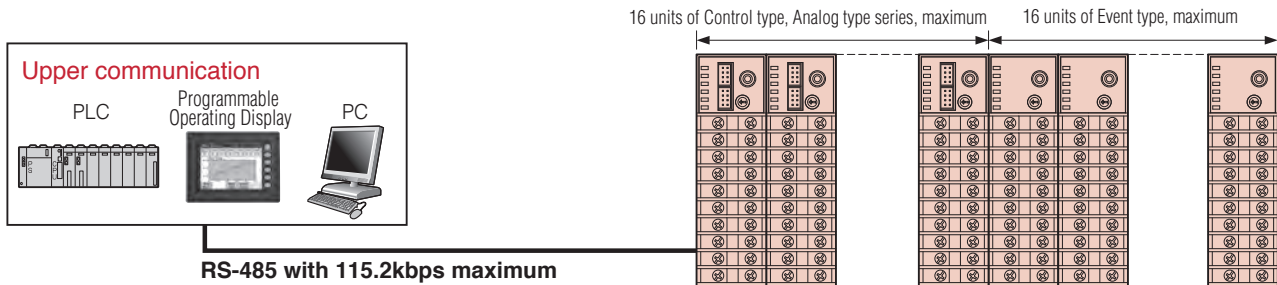 16 units of Control type, Analog type series, maximum
16 units of Event type, maximum
Upper communication
PLC
Programmable
Operating Display
PC
RS-485 with 115.2kbps maximum